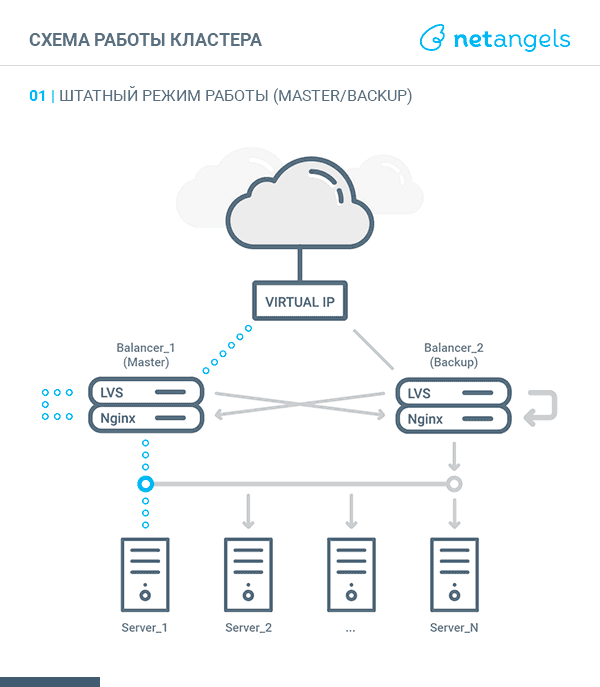 СХЕМА РАБОТЫ КЛАСТЕРА
netangels
01 | ШТАТНЫЙ РЕЖИМ РАБОТЫ (MASTER/BACKUP)
VIRTUAL IP
Balancer_1
(Master)
Balancer_2
(Backup)
LVS
Nginx
LVS
Nginx
Server_1
Server_2
...
Server_N